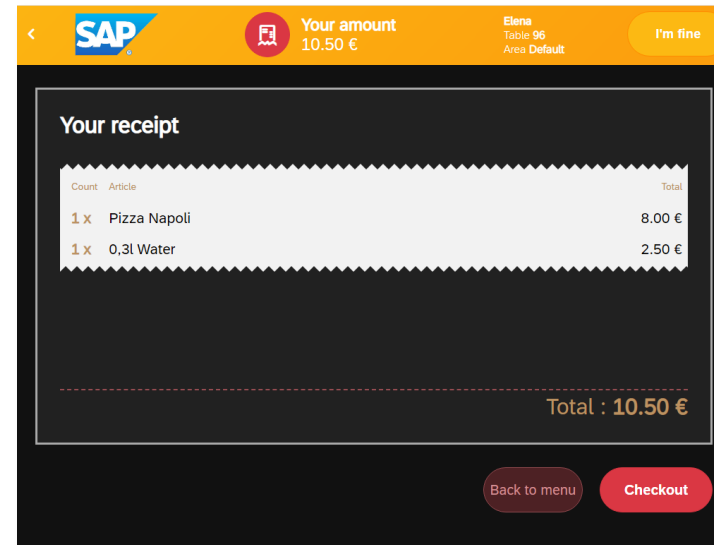 SAP
Your amount
10.50 €
Elena
Table 96
Area Default
I'm fine
Your receipt
Count Article Total
1 x Pizza Napoli 8.00 €
1 x 0,3l Water 2.50 €
Total : 10.50 €
Back to menu
Checkout